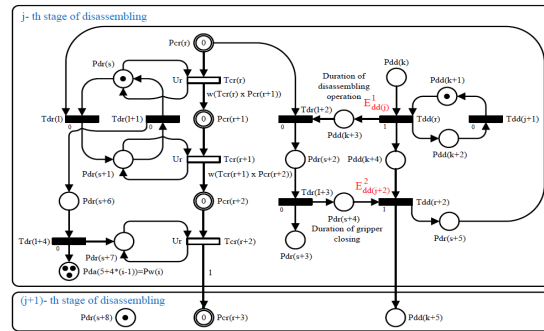 j- th stage of disassembling
Pcr(r)
0
Pdr(s)
Ur
Tcr(r)
w(Tcr(r) x Pcr(r+1))
Duration of
disassembling
operation
E¹dd(j)
Pdd(k)
Pdd(k+1)
Tdr(l)
0
Tdr(l+1)
0
0
Pcr(r+1)
Tdr(l+2)
0
Pdd(k+3)
Tdd(r)
1
Pdd(k+2)
Tdd(j+1)
0
Pdr(s+1)
Ur
Tcr(r+1)
w(Tcr(r+1) x Pcr(r+2))
Pdr(s+2)
Pdd(k+4)
E²dd(j+2)
Pdr(s+6)
0
Pcr(r+2)
Tdr(l+3)
0
Pdr(s+4)
Duration of gripper
closing
Tdd(r+2)
1
Pdr(s+5)
Tdr(l+4)
0
Pdr(s+7)
Ur
Tcr(r+2)
Pdr(s+3)
Pda(5+4*(i-1))=Pw(i)
1
(j+1)- th stage of disassembling
Pdr(s+8)
0
Pcr(r+3)
Pdd(k+5)